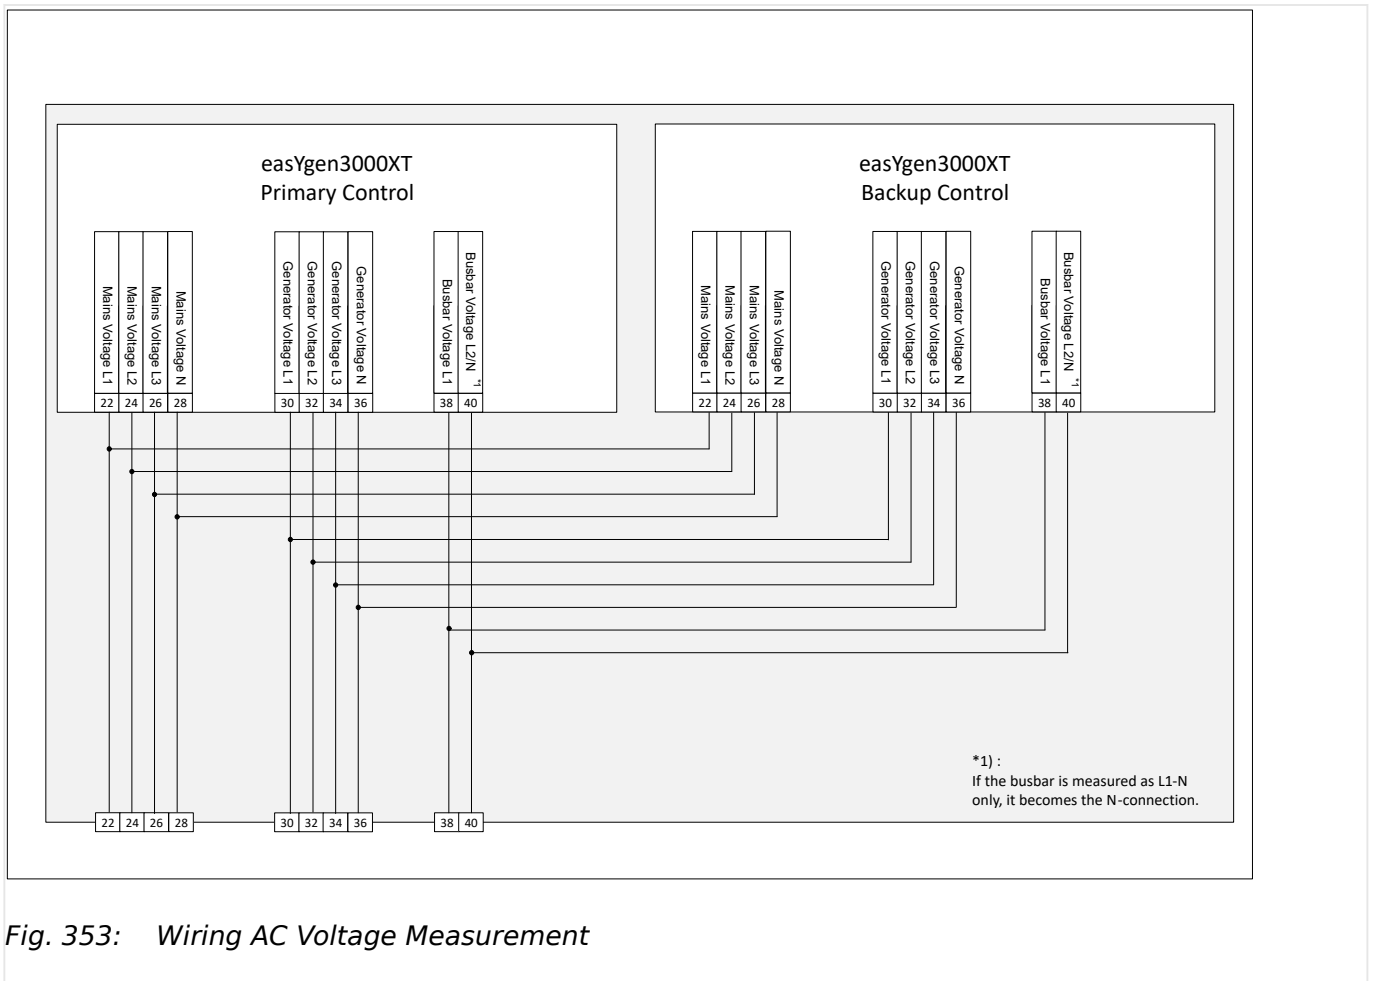 easYgen3000XT
Primary Control
Mains Voltage L1
Mains Voltage L2
Mains Voltage L3
Mains Voltage N
Generator Voltage L1
Generator Voltage L2
Generator Voltage L3
Generator Voltage N
Busbar Voltage L1
Busbar Voltage L2/N *1
22 24 26 28 30 32 34 36 38 40
easYgen3000XT
Backup Control
Mains Voltage L1
Mains Voltage L2
Mains Voltage L3
Mains Voltage N
Generator Voltage L1
Generator Voltage L2
Generator Voltage L3
Generator Voltage N
Busbar Voltage L1
Busbar Voltage L2/N *1
22 24 26 28 30 32 34 36 38 40
*1) :
If the busbar is measured as L1-N
only, it becomes the N-connection.
22 24 26 28 30 32 34 36 38 40
Fig. 353: Wiring AC Voltage Measurement